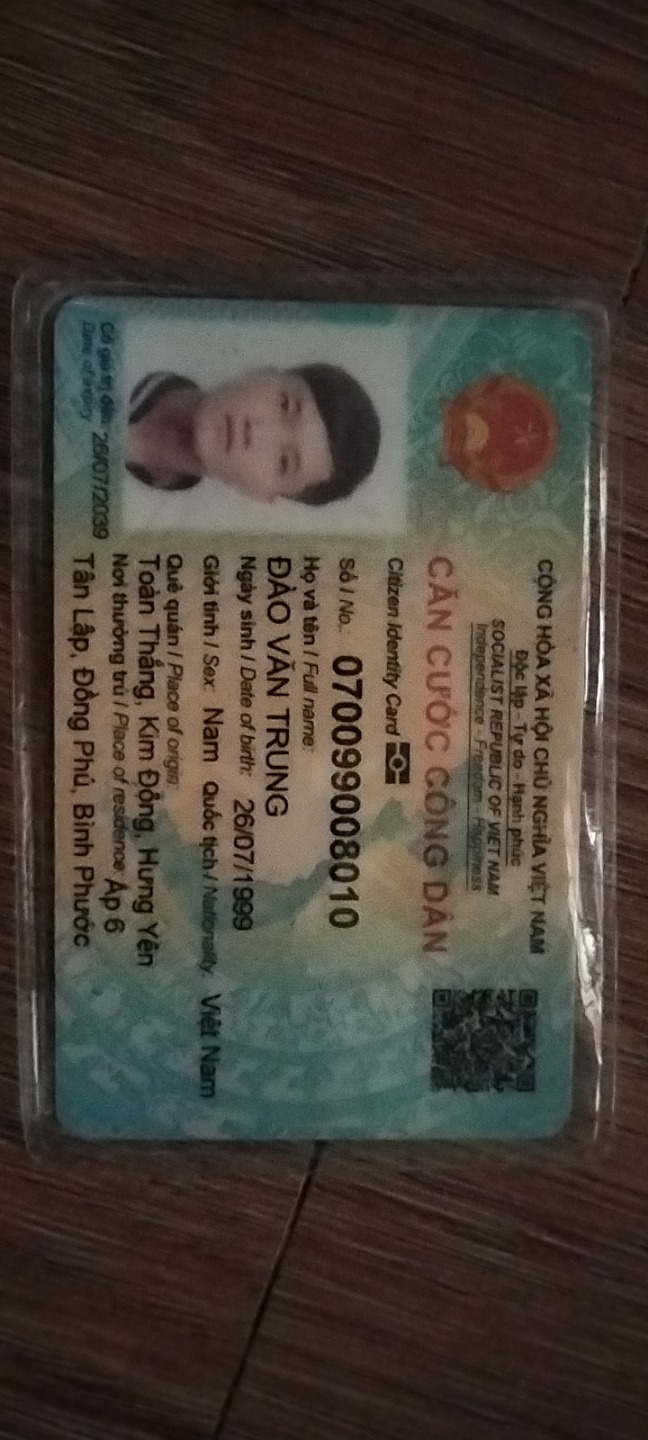 CỘNG HÒA XÃ HỘI CHỦ NGHĨA VIỆT NAM
Độc lập - Tự do - Hạnh phúc
SOCIALIST REPUBLIC OF VIET NAM
Independence - Freedom - Happiness
CĂN CƯỚC CÔNG DÂN
Citizen Identity Card
Số / No.: 070099008010
Họ và tên / Full name:
ĐÀO VĂN TRUNG
Ngày sinh / Date of birth: 26/07/1999
Giới tính / Sex: Nam Quốc tịch / Nationality: Việt Nam
Quê quán / Place of origin:
Toàn Thắng, Kim Động, Hưng Yên
Nơi thường trú / Place of residence: Ấp 6
Tân Lập, Đồng Phú, Bình Phước
Có giá trị đến: 26/07/2039
Date of expiry